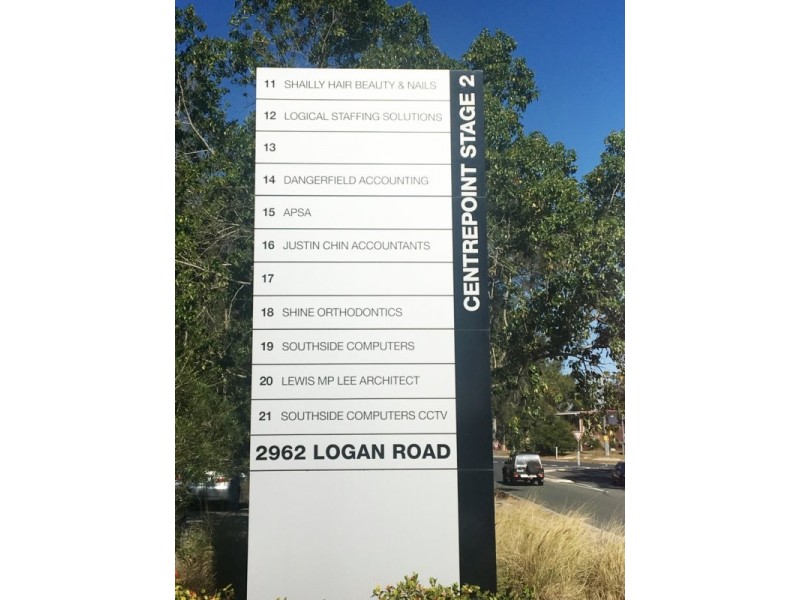 11 SHAILLY HAIR BEAUTY & NAILS
12 LOGICAL STAFFING SOLUTIONS
13
14 DANGERFIELD ACCOUNTING
15 APSA
16 JUSTIN CHIN ACCOUNTANTS
17
18 SHINE ORTHODONTICS
19 SOUTHSIDE COMPUTERS
20 LEWIS MP LEE ARCHITECT
21 SOUTHSIDE COMPUTERS CCTV
2962 LOGAN ROAD
CENTREPOINT STAGE 2